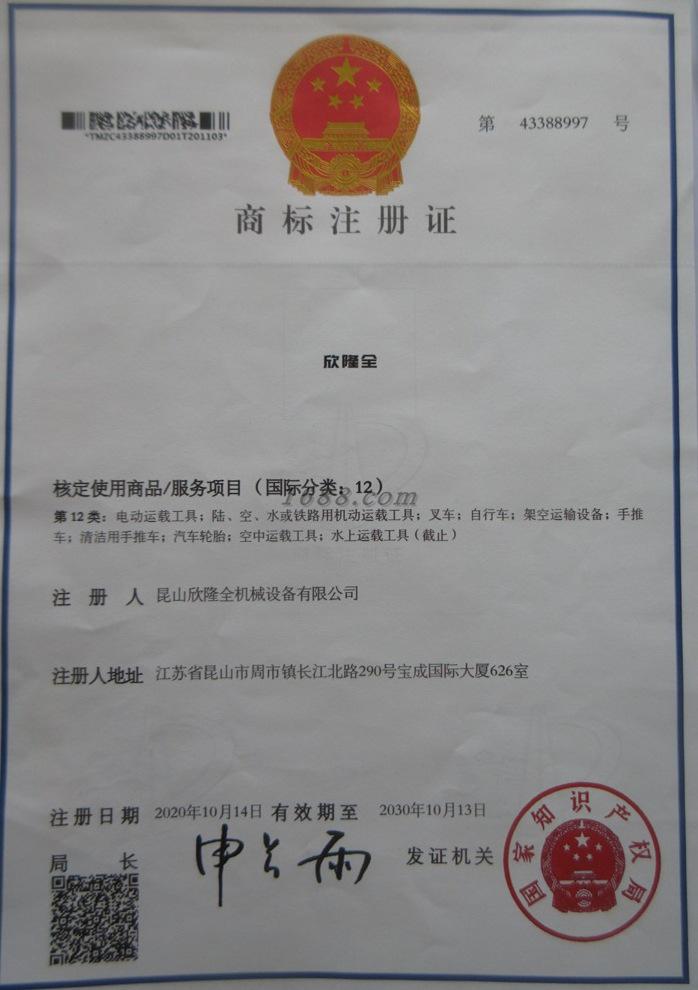 第 43388997 号
*TMZC43388997D01T201103*
商标注册证
欣隆全
核定使用商品/服务项目（国际分类：12）
1688.com
第12类：电动运载工具；陆、空、水或铁路用机动运载工具；叉车；自行车；架空运输设备；手推
车；清洁用手推车；汽车轮胎；空中运载工具；水上运载工具（截止）
注册人 昆山欣隆全机械设备有限公司
注册人地址 江苏省昆山市周市镇长江北路290号宝成国际大厦626室
注册日期 2020年10月14日 有效期至 2030年10月13日
局长 申长雨 发证机关
国家知识产权局